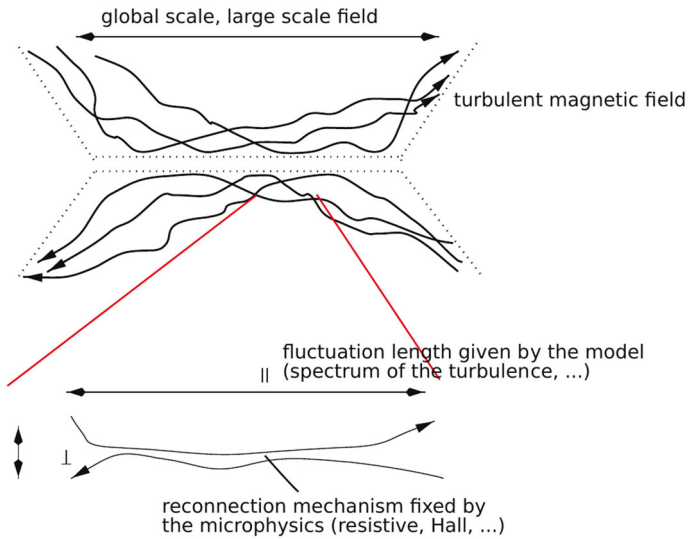 global scale, large scale field
turbulent magnetic field
fluctuation length given by the model
|| (spectrum of the turbulence, ...)
⊥
reconnection mechanism fixed by
the microphysics (resistive, Hall, ...)